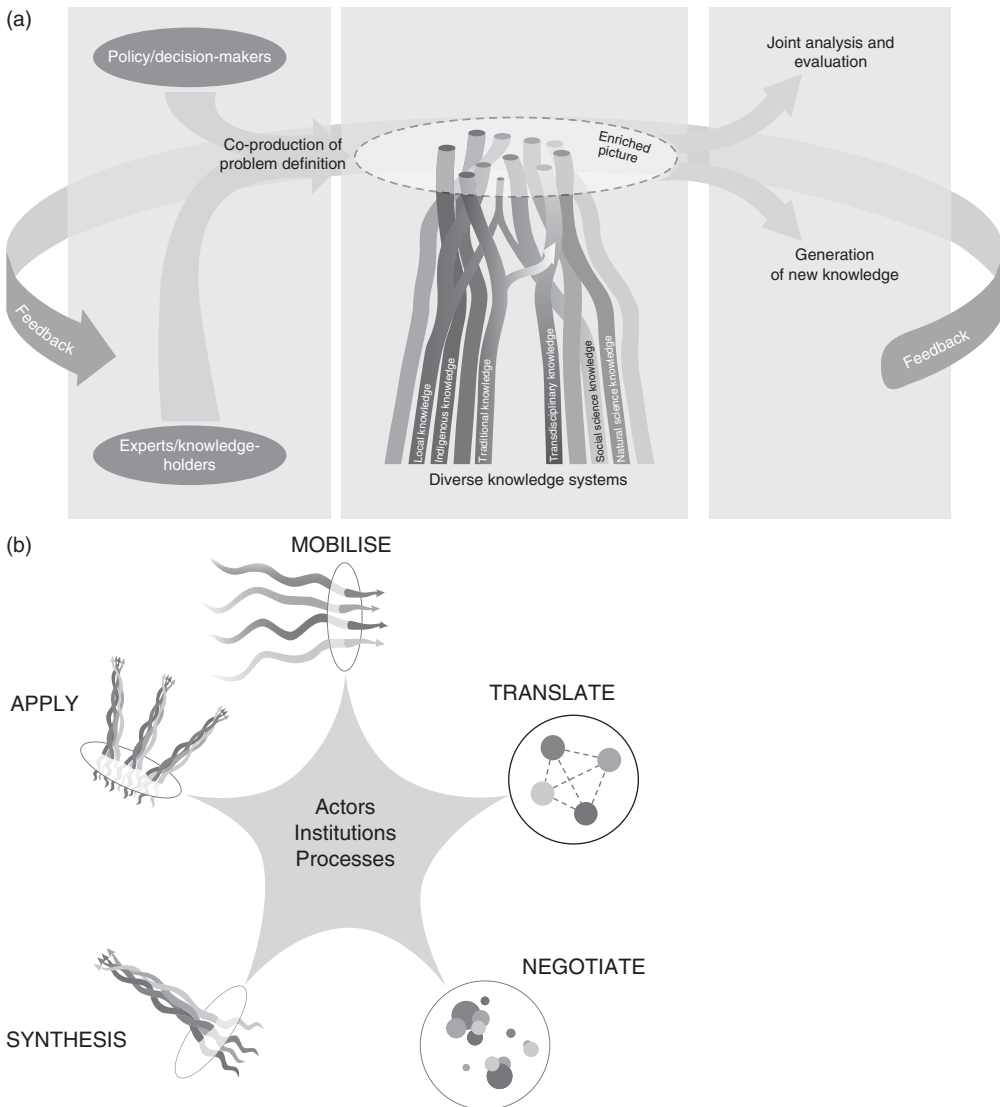 (a)
Policy/decision-makers
Co-production of
problem definition
Experts/knowledge-
holders
Feedback
Enriched
picture
Local knowledge
Indigenous knowledge
Traditional knowledge
Transdisciplinary knowledge
Social science knowledge
Natural science knowledge
Diverse knowledge systems
Joint analysis and
evaluation
Generation
of new knowledge
Feedback
(b)
MOBILISE
TRANSLATE
NEGOTIATE
SYNTHESIS
APPLY
Actors
Institutions
Processes